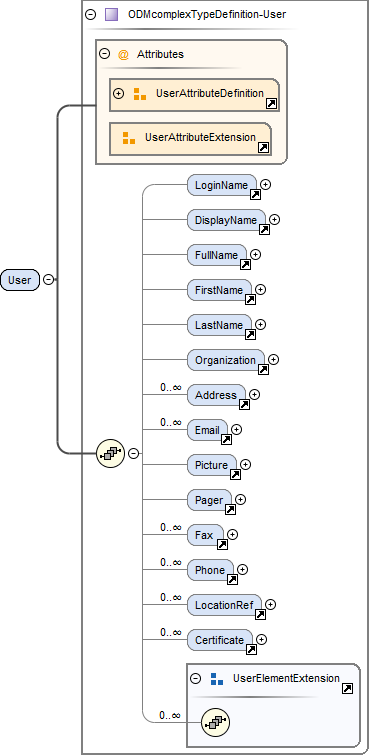 ODMcomplexTypeDefinition-User
@ Attributes
UserAttributeDefinition
UserAttributeExtension
LoginName
DisplayName
FullName
FirstName
User
LastName
Organization
0..∞ Address
0..∞ Email
Picture
Pager
0..∞ Fax
0..∞ Phone
0..∞ LocationRef
0..∞ Certificate
UserElementExtension
0..∞